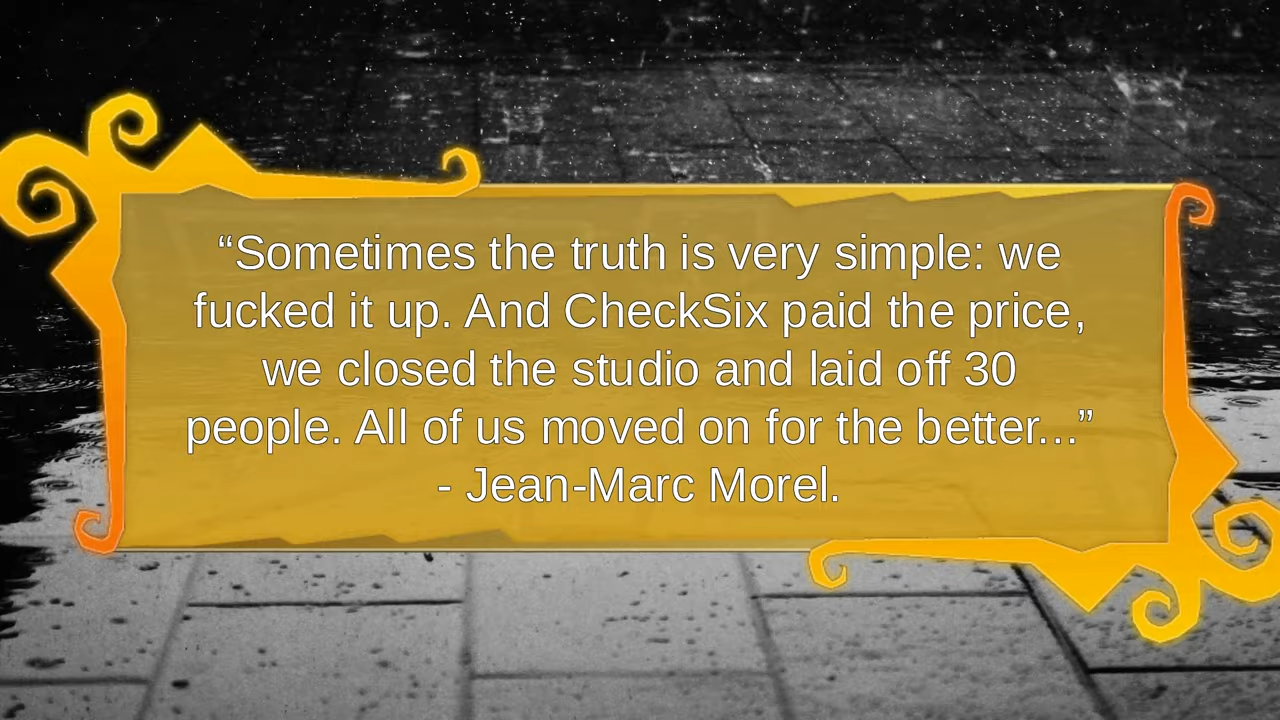 “Sometimes the truth is very simple: we
fucked it up. And CheckSix paid the price,
we closed the studio and laid off 30
people. All of us moved on for the better...”
- Jean-Marc Morel.